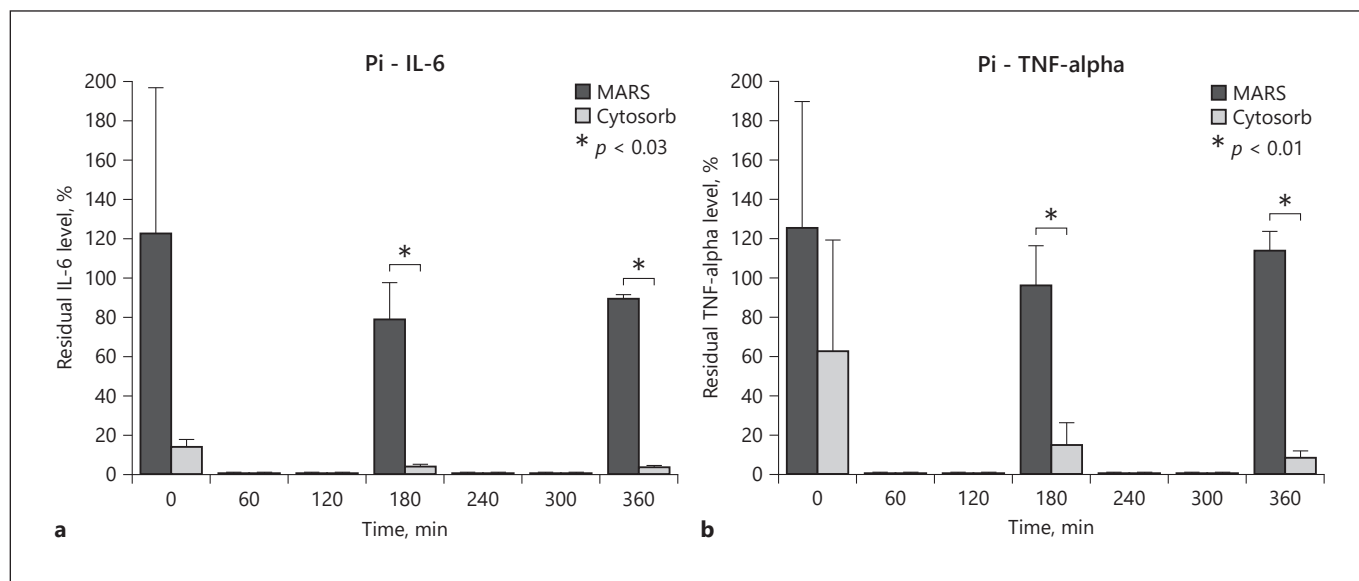 Pi - IL-6
Residual IL-6 level, %
200
180
160
140
120
100
80
60
40
20
0
MARS
Cytosorb
* p < 0.03
*
*
0 60 120 180 240 300 360
Time, min
a
Pi - TNF-alpha
Residual TNF-alpha level, %
200
180
160
140
120
100
80
60
40
20
0
MARS
Cytosorb
* p < 0.01
*
*
0 60 120 180 240 300 360
Time, min
b